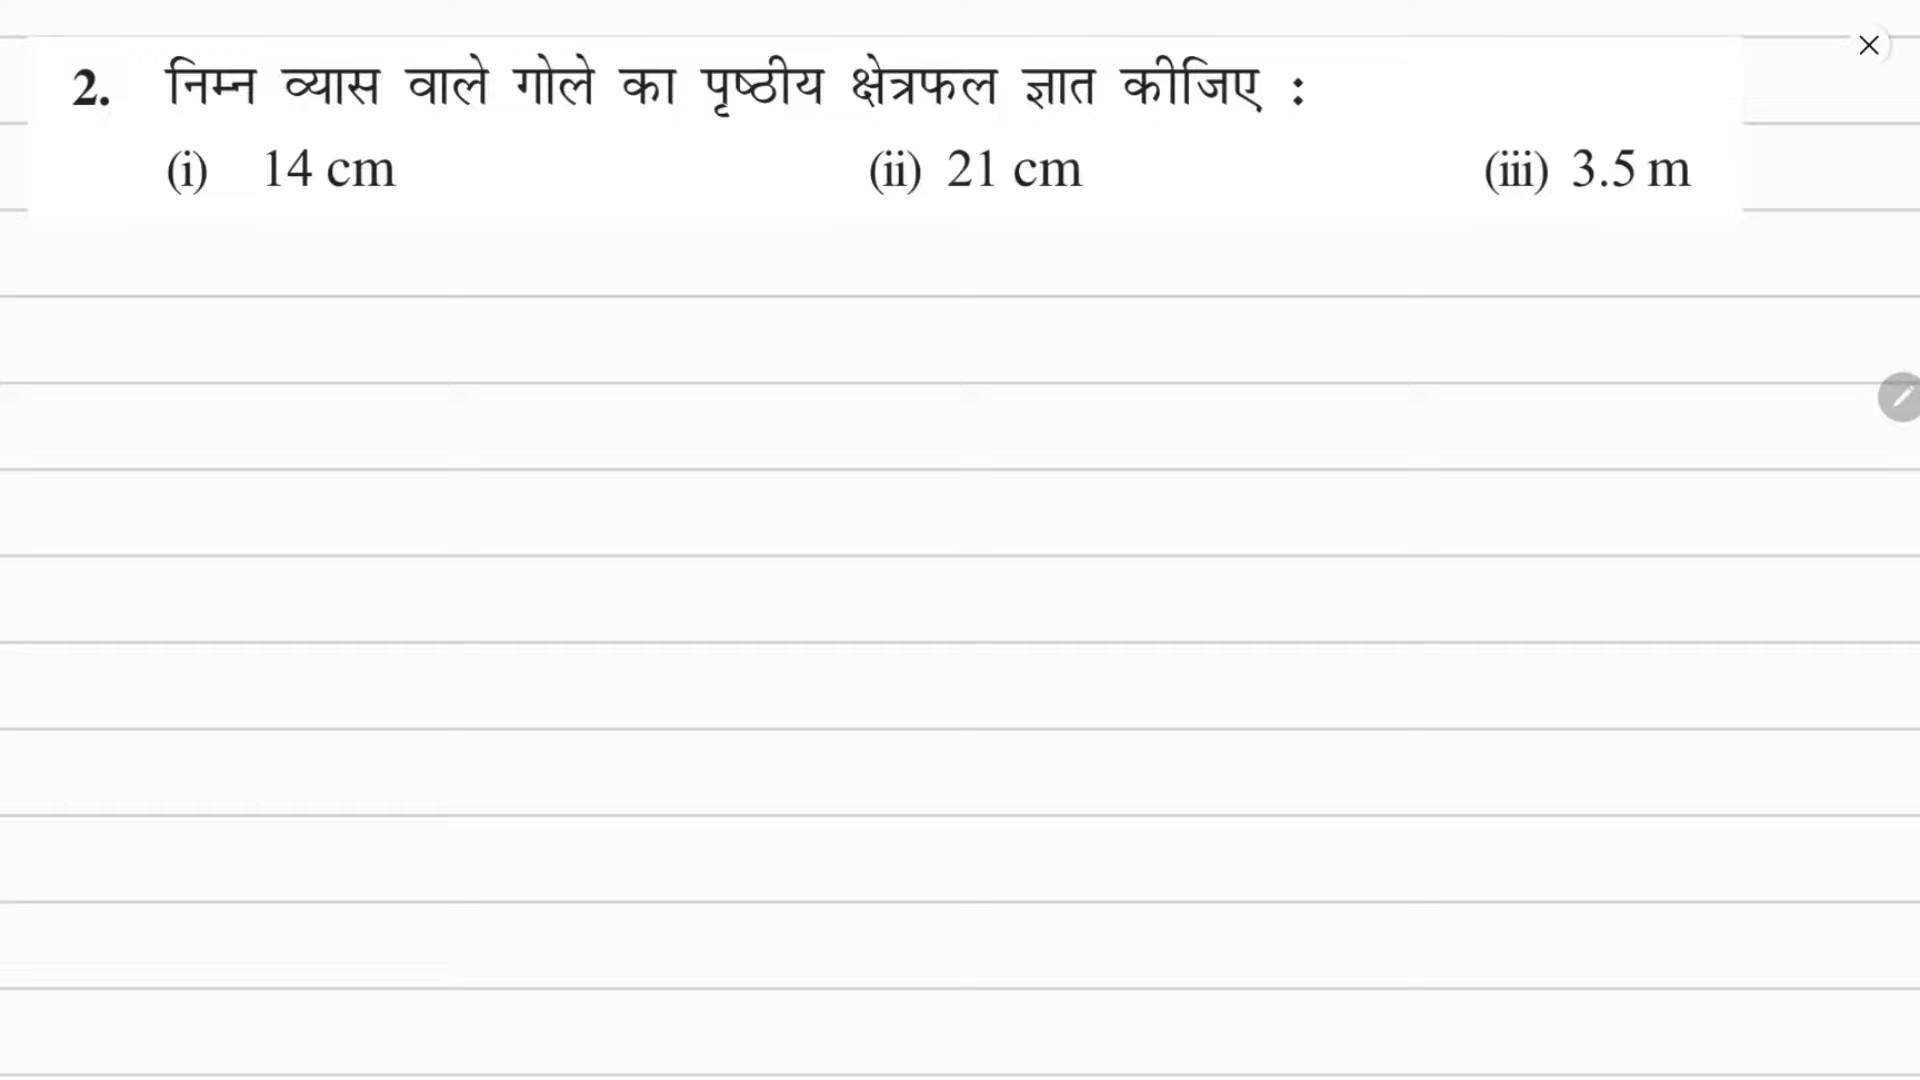 2. निम्न व्यास वाले गोले का पृष्ठीय क्षेत्रफल ज्ञात कीजिए :
(i) 14 cm (ii) 21 cm (iii) 3.5 m